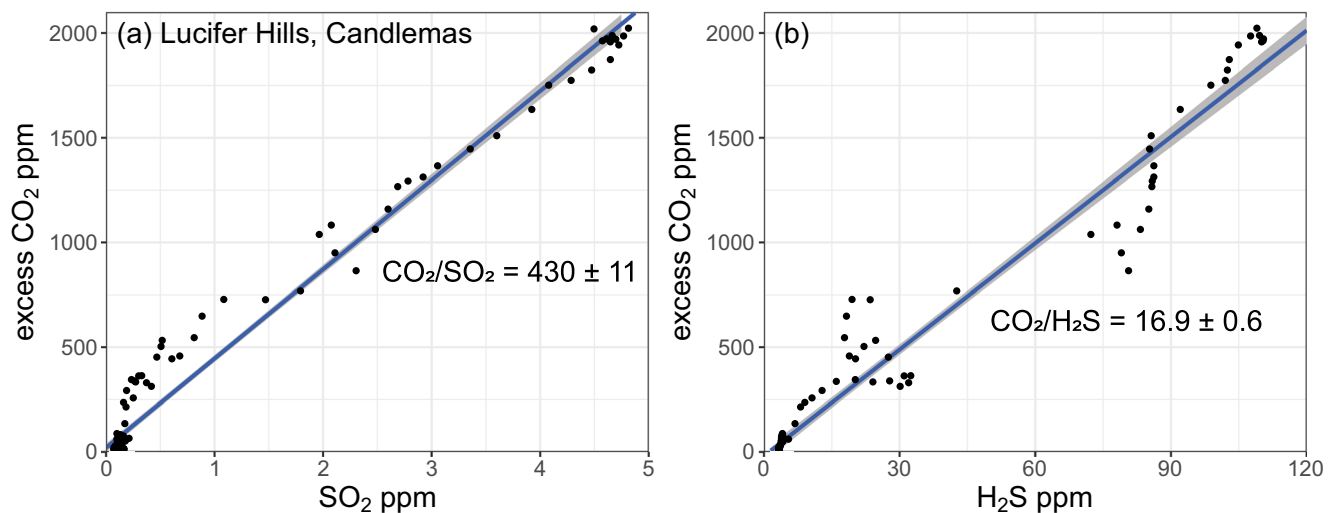 (a) Lucifer Hills, Candlemas
excess CO₂ ppm
2000
1500
1000
500
0
CO₂/SO₂ = 430 ± 11
0 1 2 3 4 5
SO₂ ppm
(b)
excess CO₂ ppm
2000
1500
1000
500
0
CO₂/H₂S = 16.9 ± 0.6
0 30 60 90 120
H₂S ppm